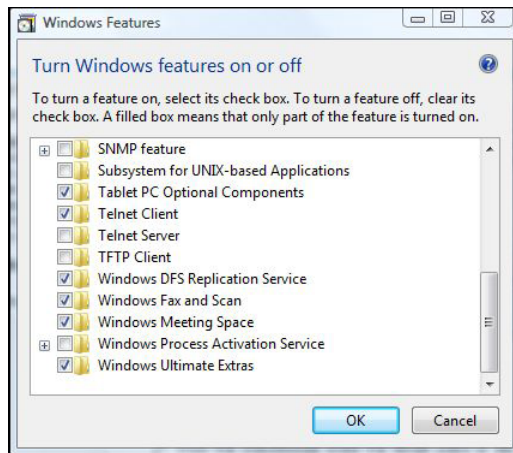 Windows Features
Turn Windows features on or off
To turn a feature on, select its check box. To turn a feature off, clear its
check box. A filled box means that only part of the feature is turned on.
SNMP feature
Subsystem for UNIX-based Applications
Tablet PC Optional Components
Telnet Client
Telnet Server
TFTP Client
Windows DFS Replication Service
Windows Fax and Scan
Windows Meeting Space
Windows Process Activation Service
Windows Ultimate Extras
OK Cancel